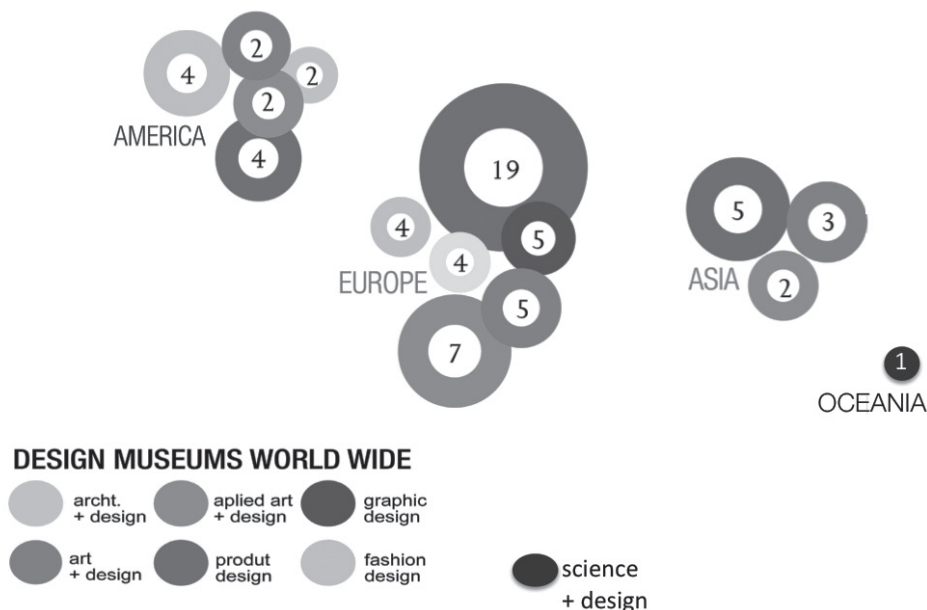 4
2
2
2
4
AMERICA
19
4
5
4
EUROPE
5
7
5
3
ASIA
2
1
OCEANIA
DESIGN MUSEUMS WORLD WIDE
archt.
+ design
aplied art
+ design
graphic
design
art
+ design
produt
design
fashion
design
science
+ design